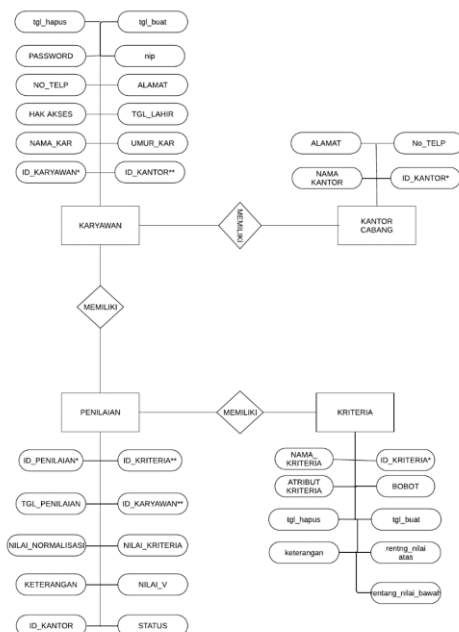 tgl_hapus
tgl_buat
PASSWORD
nip
NO_TELP
ALAMAT
HAK AKSES
TGL_LAHIR
NAMA_KAR
UMUR_KAR
ID_KARYAWAN*
ID_KANTOR**
ALAMAT
No_TELP
NAMA
KANTOR
ID_KANTOR*
KARYAWAN
MEMILIKI
KANTOR
CABANG
MEMILIKI
PENILAIAN
MEMILIKI
KRITERIA
ID_PENILAIAN*
ID_KRITERIA**
TGL_PENILAIAN
ID_KARYAWAN**
NILAI_NORMALISASI
NILAI_KRITERIA
KETERANGAN
NILAI_V
ID_KANTOR
STATUS
NAMA_
KRITERIA
ID_KRITERIA*
ATRIBUT
KRITERIA
BOBOT
tgl_hapus
tgl_buat
keterangan
rentng_nilai
atas
rentang_nilai_bawah